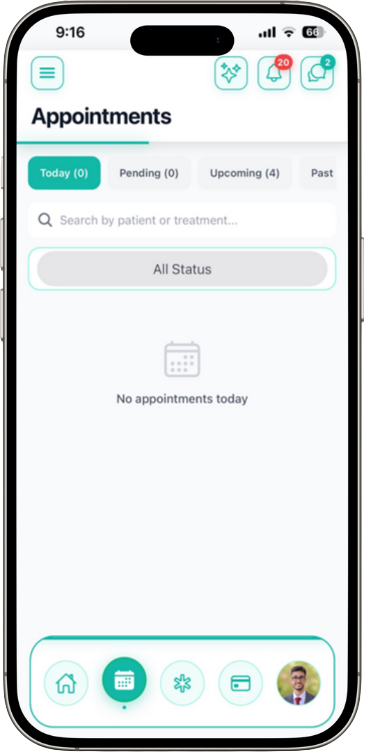 9:16
66
20
2
Appointments
Today (0)
Pending (0)
Upcoming (4)
Past
Search by patient or treatment...
All Status
No appointments today